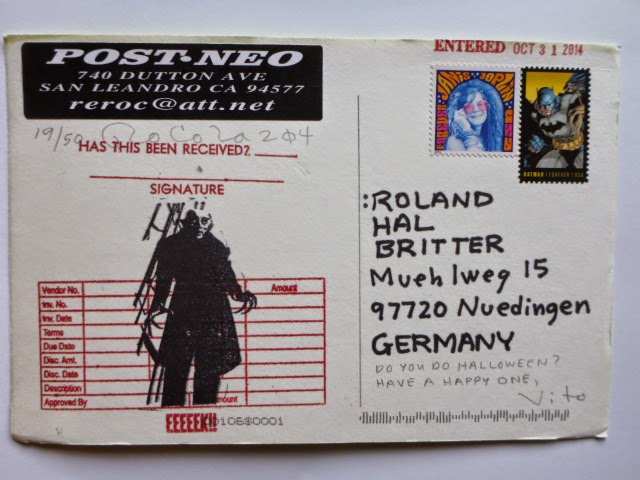 POST-NEO
740 DUTTON AVE
SAN LEANDRO CA 94577
reroc@att.net
19/50
HAS THIS BEEN RECEIVED?
SIGNATURE
Vendor No.
Inv. No.
Inv. Date
Terms
Due Date
Disc. Amt.
Disc. Date
Description
Approved By
Amount
EEEEEK!!
ENTERED OCT 31 2014
FOREVER JANIS JOPLIN USA
BATMAN FOREVER USA
:ROLAND
HAL
BRITTER
Muehlweg 15
97720 Nuedingen
GERMANY
DO YOU DO HALLOWEEN?
HAVE A HAPPY ONE,
Vito